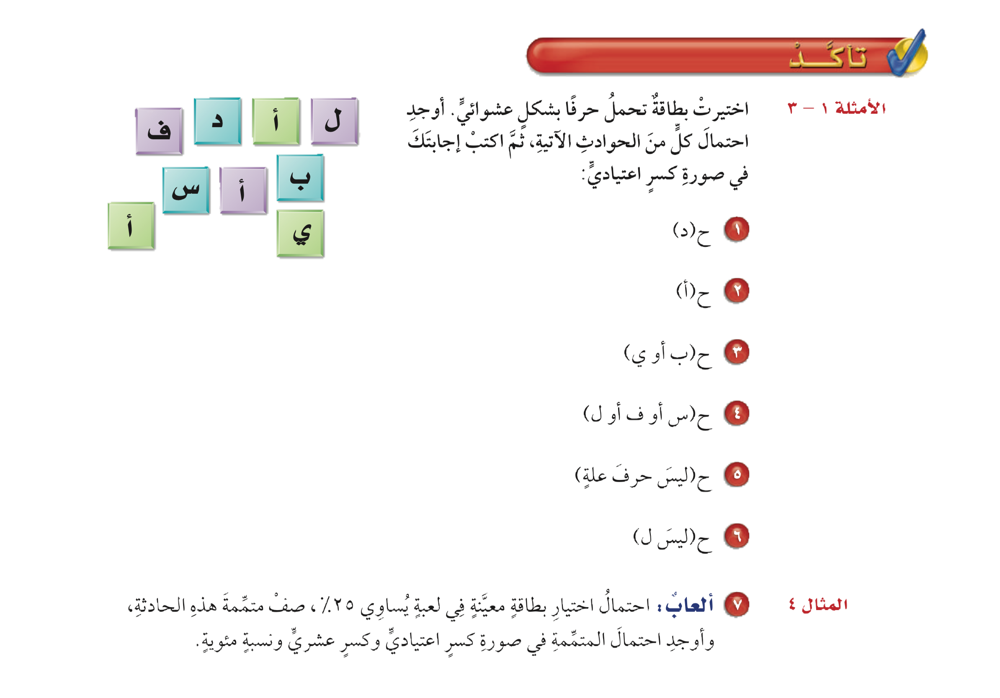 تأكَّـــدْ
الأمثلة ١ – ٣
اختيرتْ بطاقةٌ تحملُ حرفًا بشكلٍ عشوائيٍّ. أوجدِ
احتمالَ كلٍّ منَ الحوادثِ الآتيةِ، ثمَّ اكتبْ إجابتَكَ
في صورةِ كسرٍ اعتياديٍّ:
ل أ د ف
ب أ س
أ ي
١ ح(د)
٢ ح(أ)
٣ ح(ب أو ي)
٤ ح(س أو ف أو ل)
٥ ح(ليسَ حرفَ علةٍ)
٦ ح(ليسَ ل)
المثال ٤
٧ ألعابٌ: احتمالُ اختيارِ بطاقةٍ معيَّنةٍ فِي لعبةٍ يُساوِي ٢٥٪، صفْ متمِّمةَ هذهِ الحادثةِ،
وأوجدِ احتمالَ المتمِّمةِ في صورةِ كسرٍ اعتياديٍّ وكسرٍ عشريٍّ ونسبةٍ مئويةٍ.